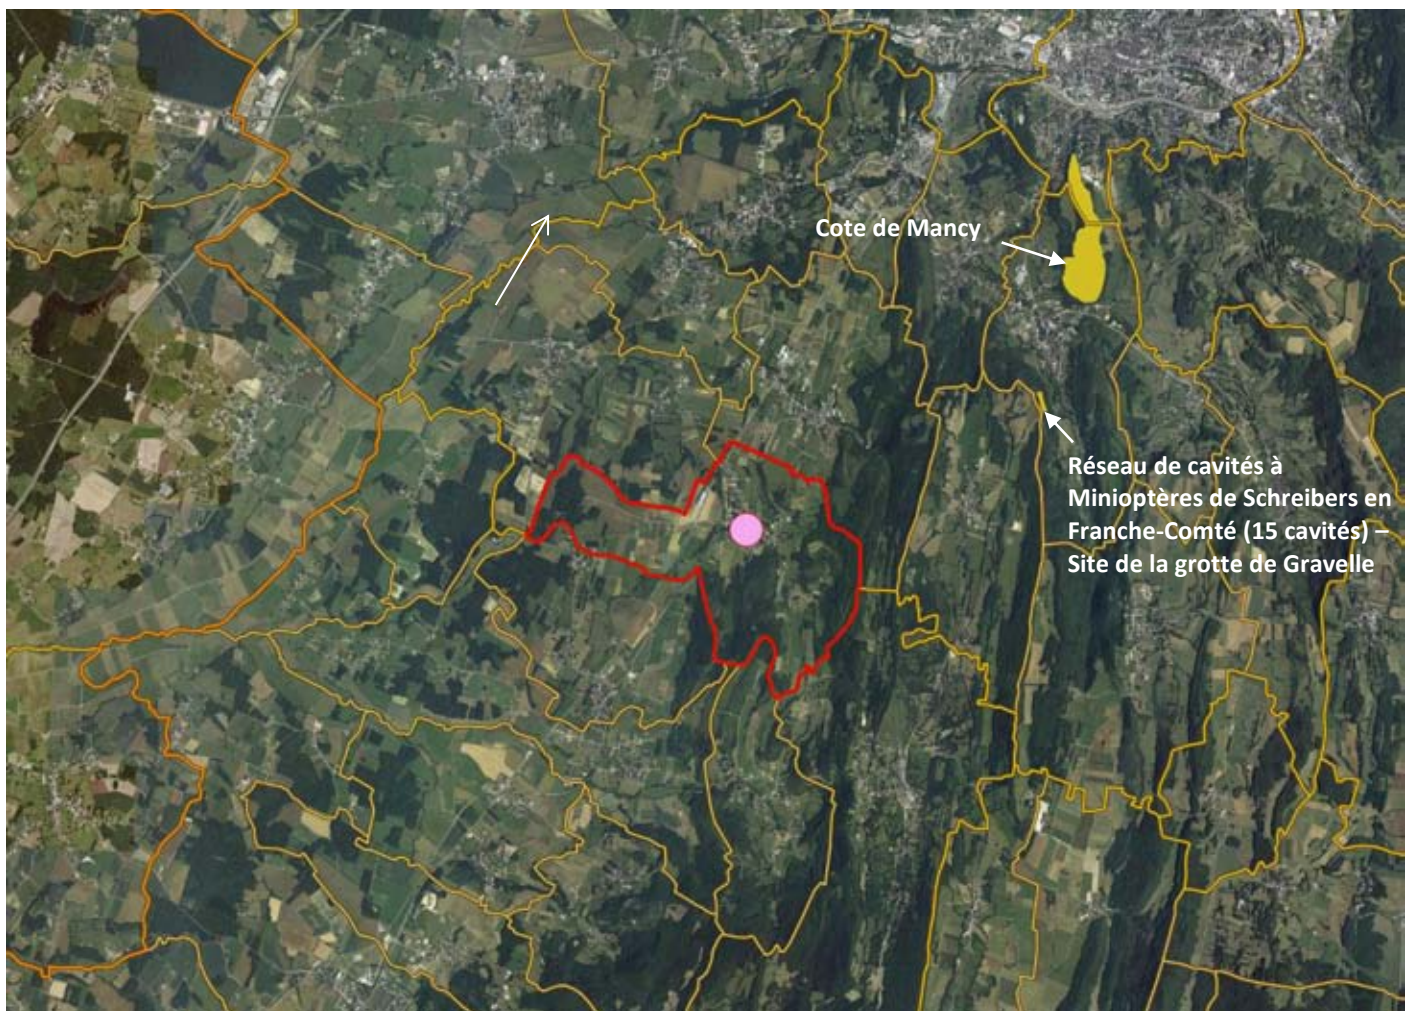 Cote de Mancy
Réseau de cavités à
Minioptères de Schreibers en
Franche-Comté (15 cavités) –
Site de la grotte de Gravelle